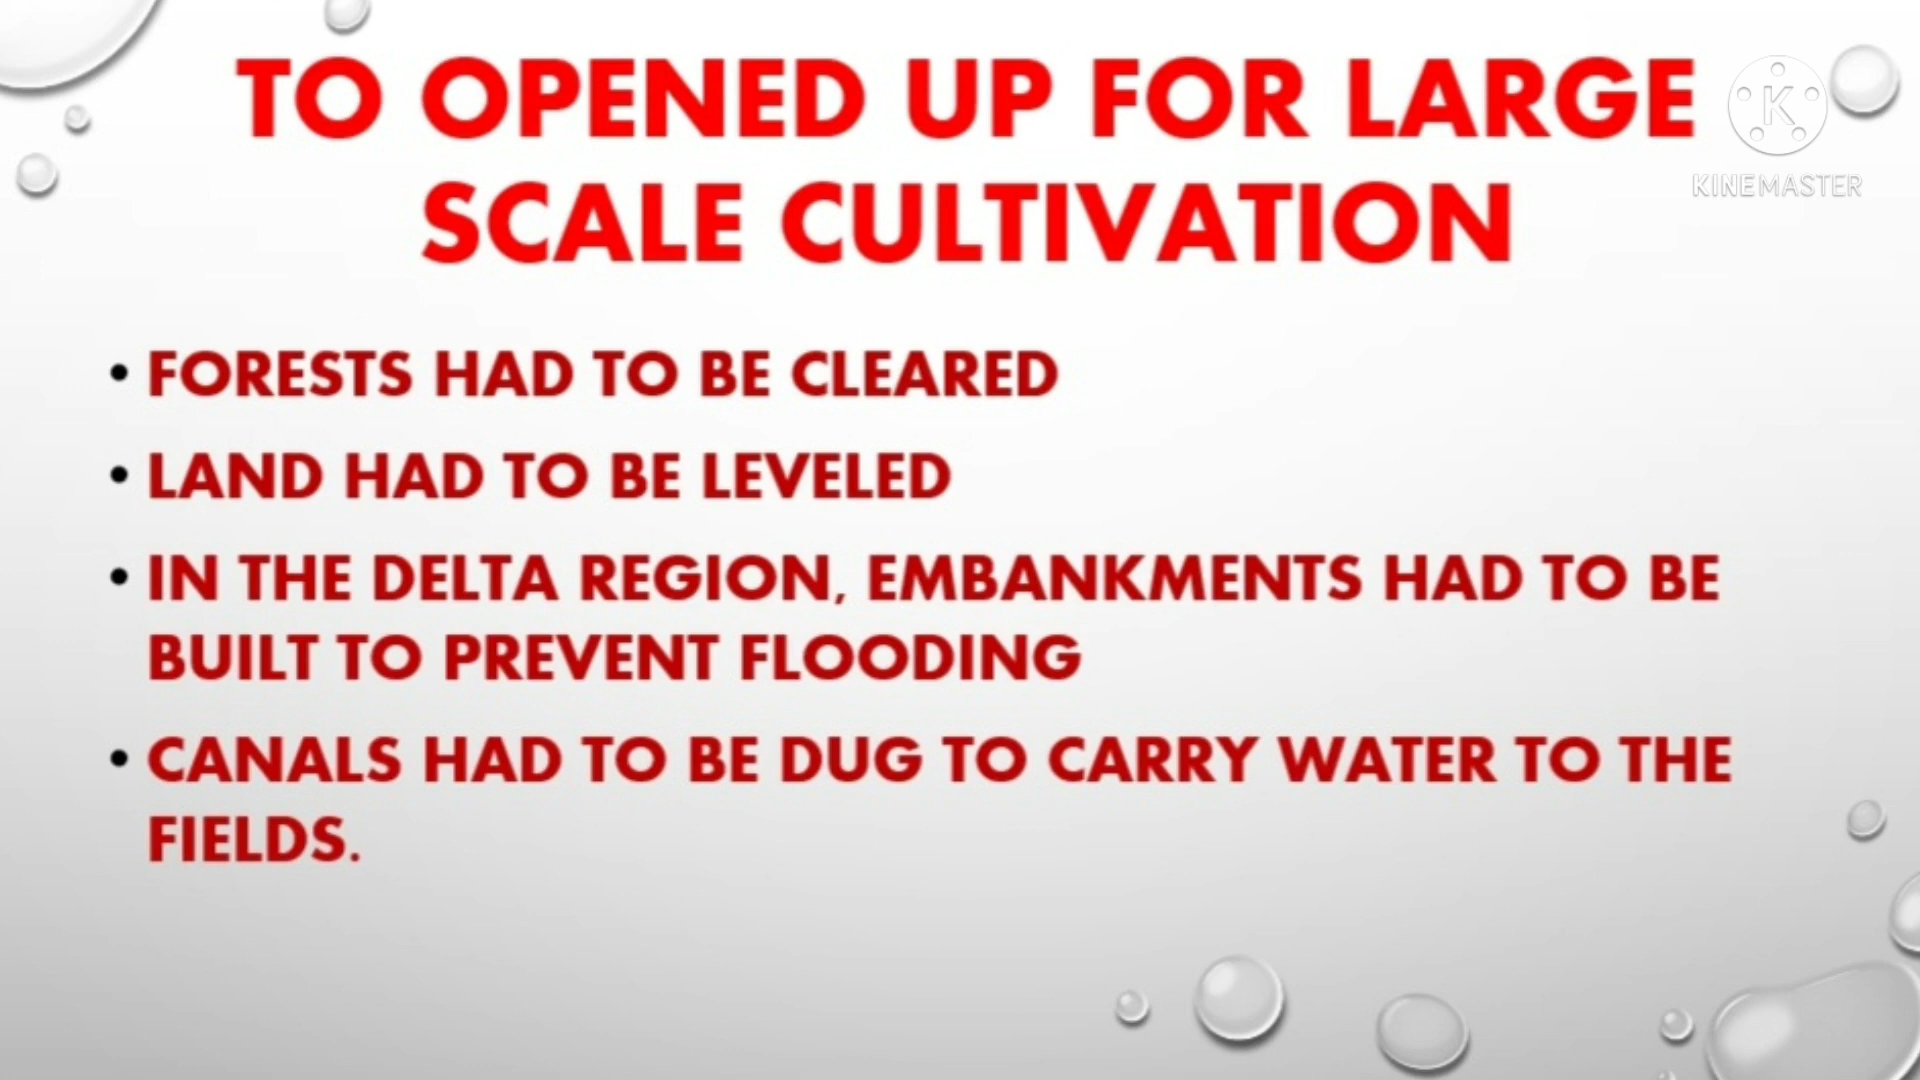 TO OPENED UP FOR LARGE
SCALE CULTIVATION
K
KINEMASTER
• FORESTS HAD TO BE CLEARED
• LAND HAD TO BE LEVELED
• IN THE DELTA REGION, EMBANKMENTS HAD TO BE
BUILT TO PREVENT FLOODING
• CANALS HAD TO BE DUG TO CARRY WATER TO THE
FIELDS.